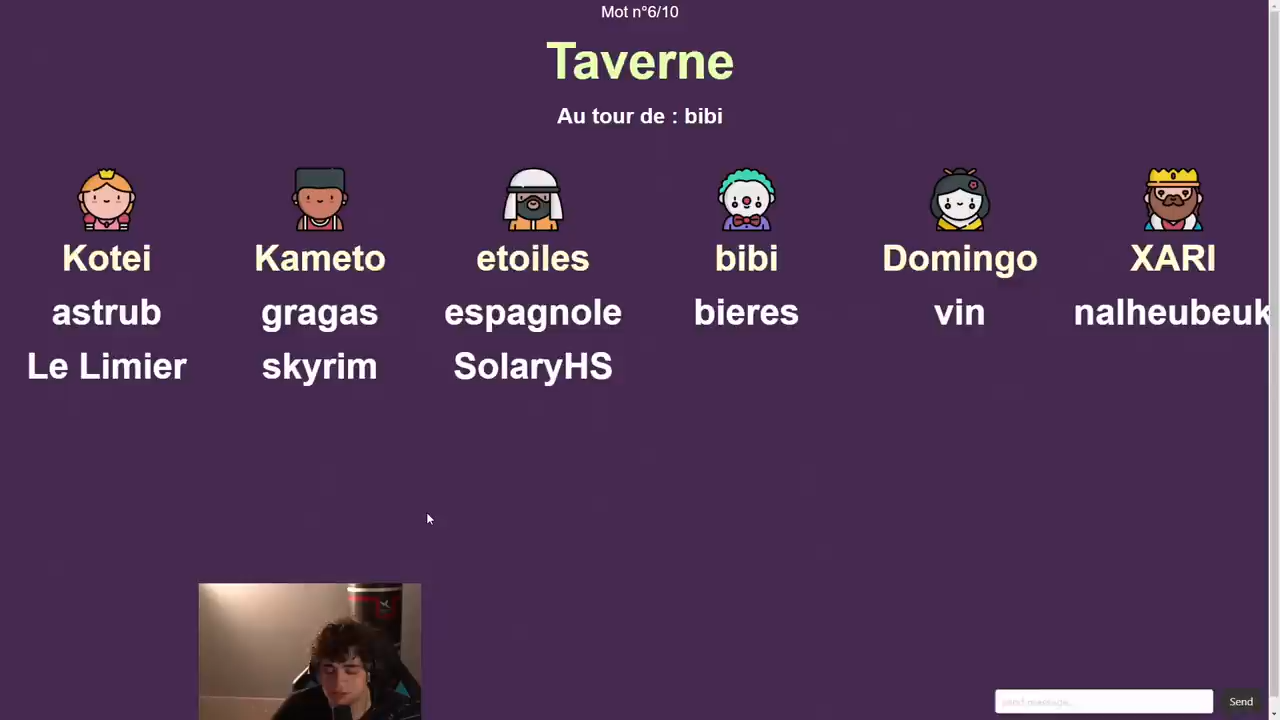 Mot n°6/10
Taverne
Au tour de : bibi
Kotei Kameto etoiles bibi Domingo XARI
astrub gragas espagnole bieres vin nalheubeuk
Le Limier skyrim SolaryHS
Send